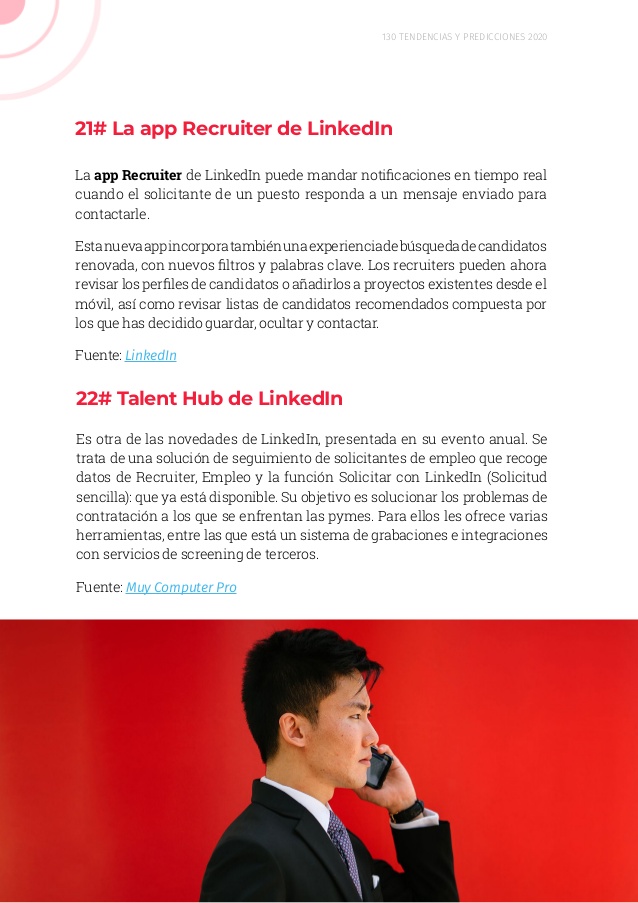 130 TENDENCIAS Y PREDICCIONES 2020
21# La app Recruiter de LinkedIn
La app Recruiter de LinkedIn puede mandar notificaciones en tiempo real
cuando el solicitante de un puesto responda a un mensaje enviado para
contactarle.
Esta nueva app incorpora también una experiencia de búsqueda de candidatos
renovada, con nuevos filtros y palabras clave. Los recruiters pueden ahora
revisar los perfiles de candidatos o añadirlos a proyectos existentes desde el
móvil, así como revisar listas de candidatos recomendados compuesta por
los que has decidido guardar, ocultar y contactar.
Fuente: LinkedIn
22# Talent Hub de LinkedIn
Es otra de las novedades de LinkedIn, presentada en su evento anual. Se
trata de una solución de seguimiento de solicitantes de empleo que recoge
datos de Recruiter, Empleo y la función Solicitar con LinkedIn (Solicitud
sencilla): que ya está disponible. Su objetivo es solucionar los problemas de
contratación a los que se enfrentan las pymes. Para ellos les ofrece varias
herramientas, entre las que está un sistema de grabaciones e integraciones
con servicios de screening de terceros.
Fuente: Muy Computer Pro